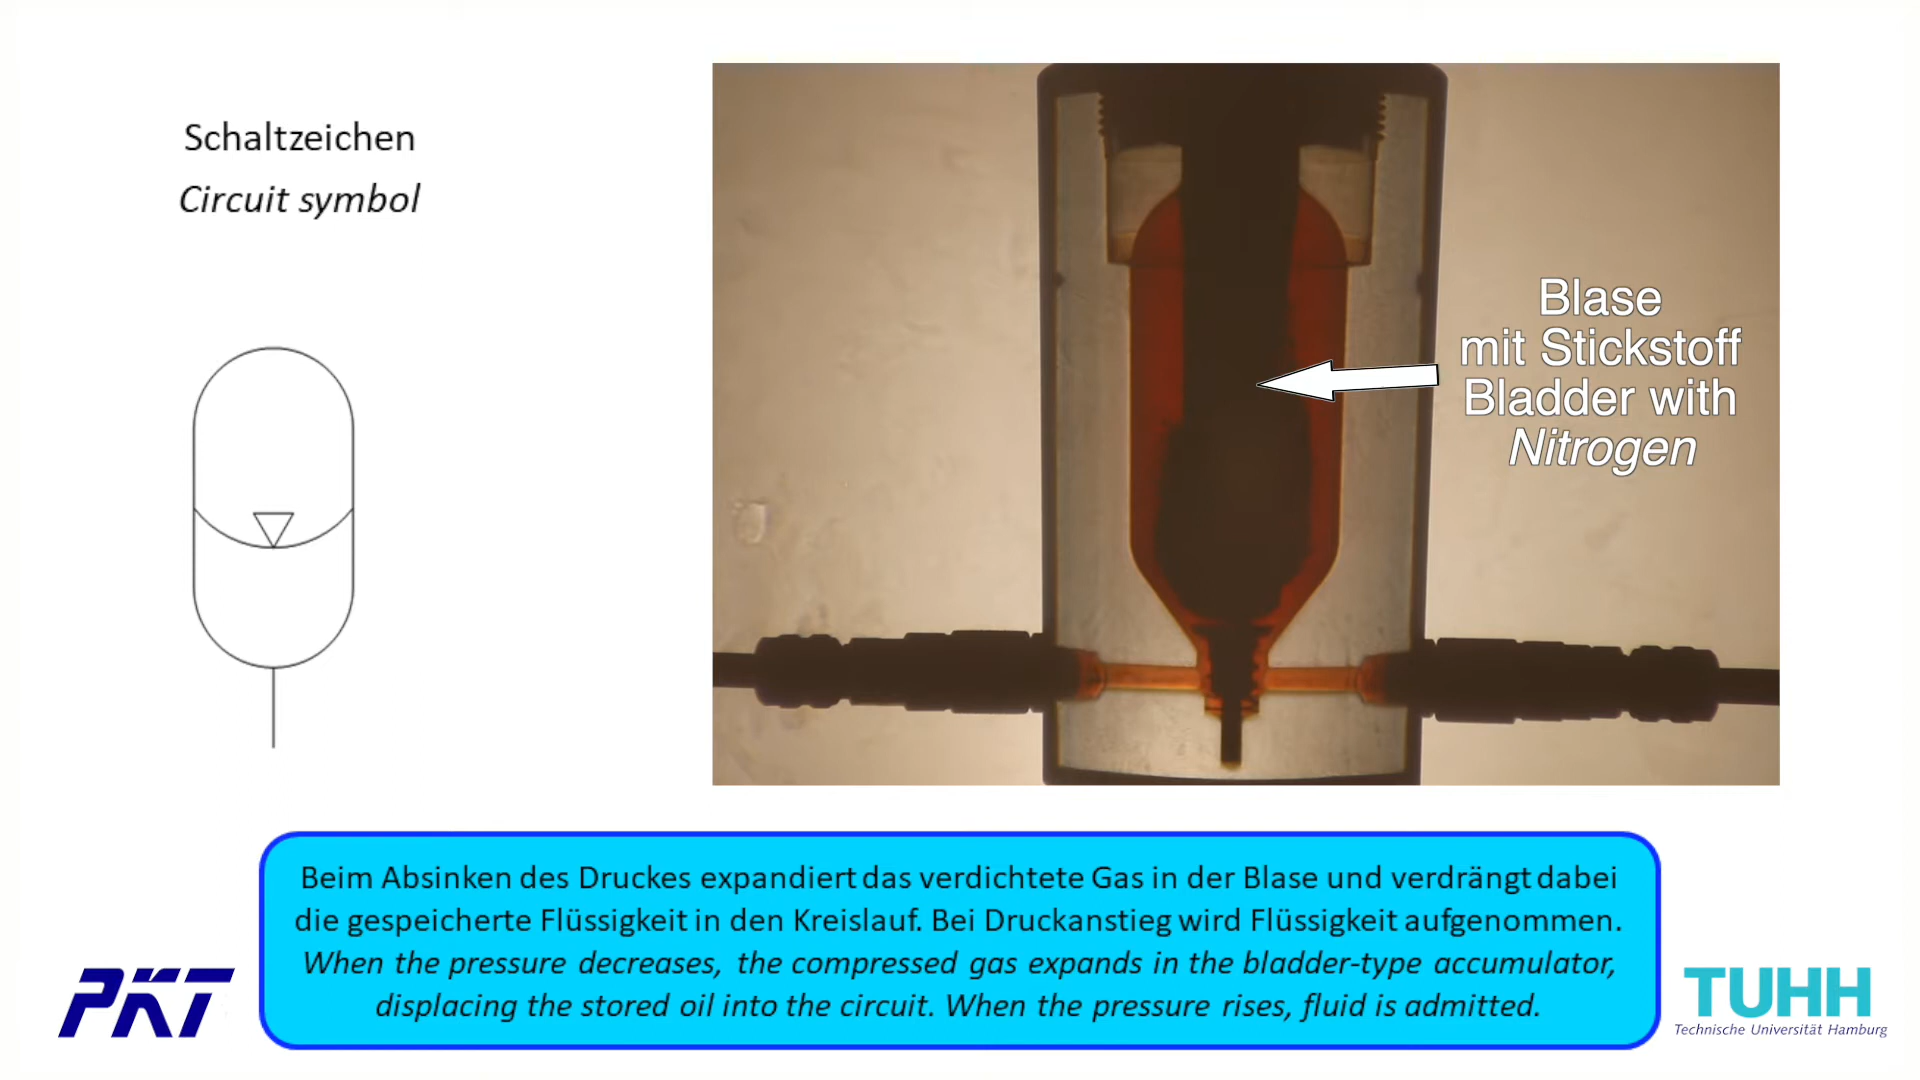 Schaltzeichen
Circuit symbol
Blase
mit Stickstoff
Bladder with
Nitrogen
Beim Absinken des Druckes expandiert das verdichtete Gas in der Blase und verdrängt dabei
die gespeicherte Flüssigkeit in den Kreislauf. Bei Druckanstieg wird Flüssigkeit aufgenommen.
When the pressure decreases, the compressed gas expands in the bladder-type accumulator,
displacing the stored oil into the circuit. When the pressure rises, fluid is admitted.
PKT
TUHH
Technische Universität Hamburg